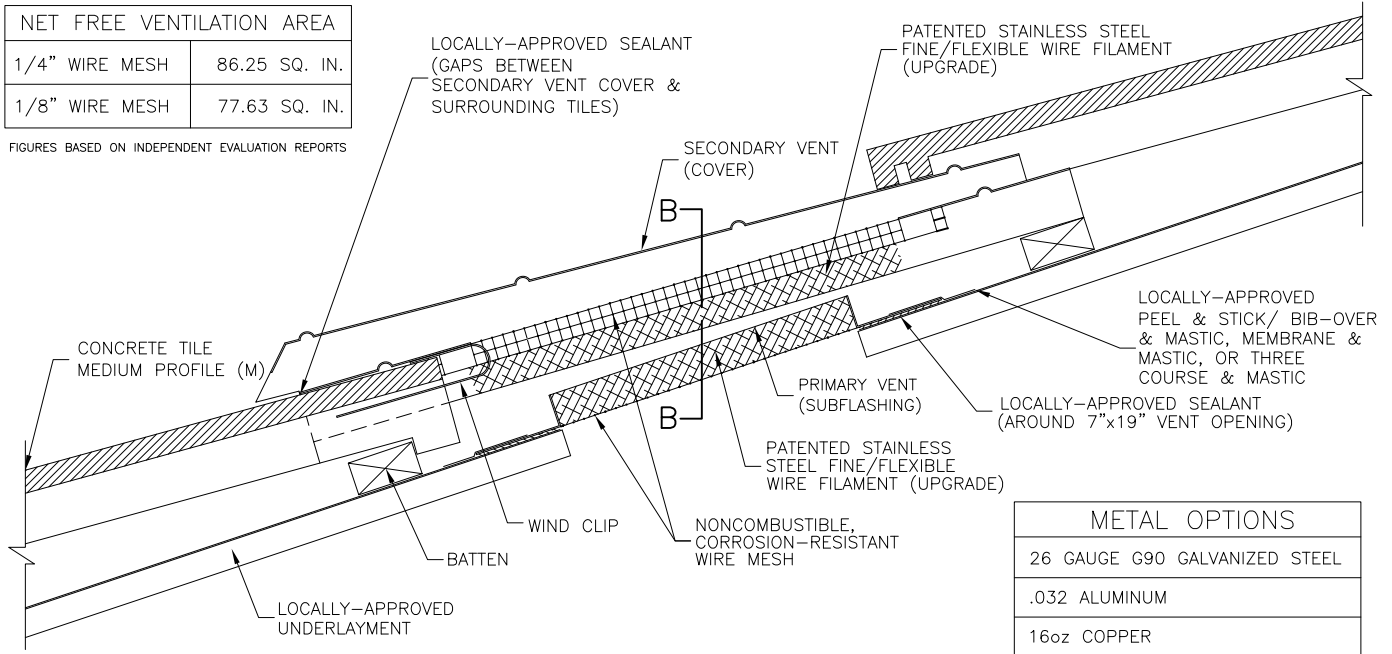 NET FREE VENTILATION AREA
1/4" WIRE MESH 86.25 SQ. IN.
1/8" WIRE MESH 77.63 SQ. IN.
FIGURES BASED ON INDEPENDENT EVALUATION REPORTS
LOCALLY-APPROVED SEALANT
(GAPS BETWEEN
SECONDARY VENT COVER &
SURROUNDING TILES)
PATENTED STAINLESS STEEL
FINE/FLEXIBLE WIRE FILAMENT
(UPGRADE)
SECONDARY VENT
(COVER)
B
B
CONCRETE TILE
MEDIUM PROFILE (M)
LOCALLY-APPROVED
PEEL & STICK/ BIB-OVER
& MASTIC, MEMBRANE &
MASTIC, OR THREE
COURSE & MASTIC
PRIMARY VENT
(SUBFLASHING)
LOCALLY-APPROVED SEALANT
(AROUND 7"x19" VENT OPENING)
PATENTED STAINLESS
STEEL FINE/FLEXIBLE
WIRE FILAMENT (UPGRADE)
WIND CLIP
NONCOMBUSTIBLE,
CORROSION-RESISTANT
WIRE MESH
BATTEN
LOCALLY-APPROVED
UNDERLAYMENT
METAL OPTIONS
26 GAUGE G90 GALVANIZED STEEL
.032 ALUMINUM
16oz COPPER